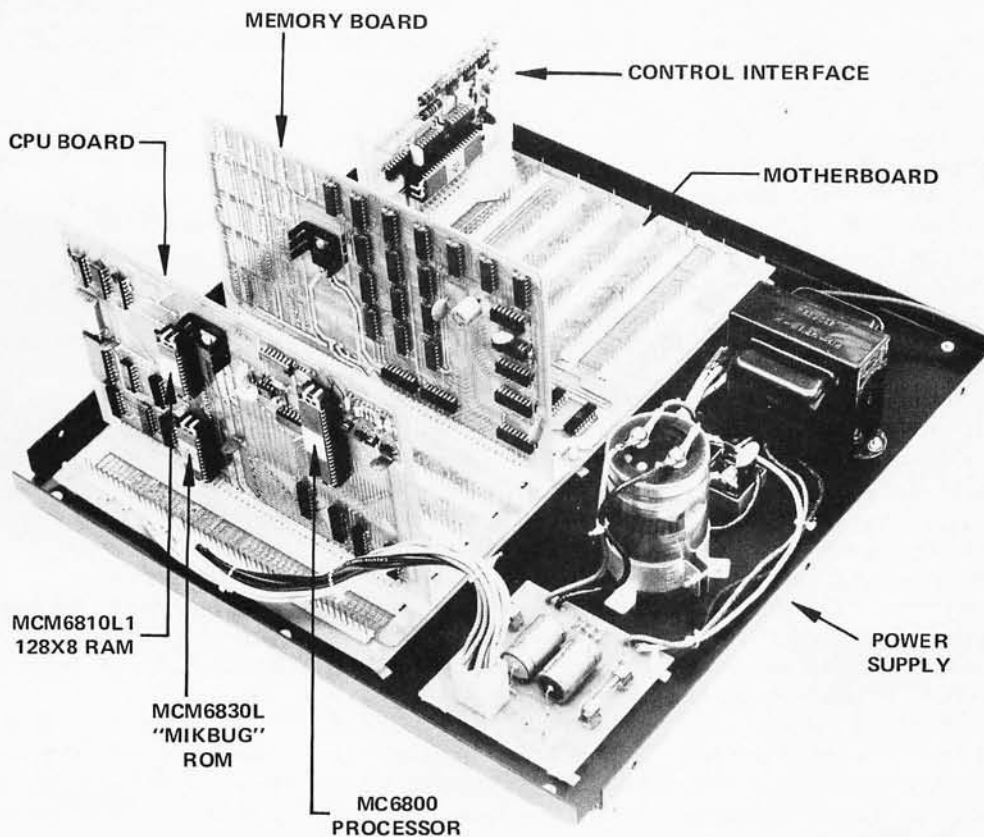 MEMORY BOARD
CONTROL INTERFACE
CPU BOARD
MOTHERBOARD
MCM6810L1
128X8 RAM
POWER
SUPPLY
MCM6830L
"MIKBUG"
ROM
MC6800
PROCESSOR